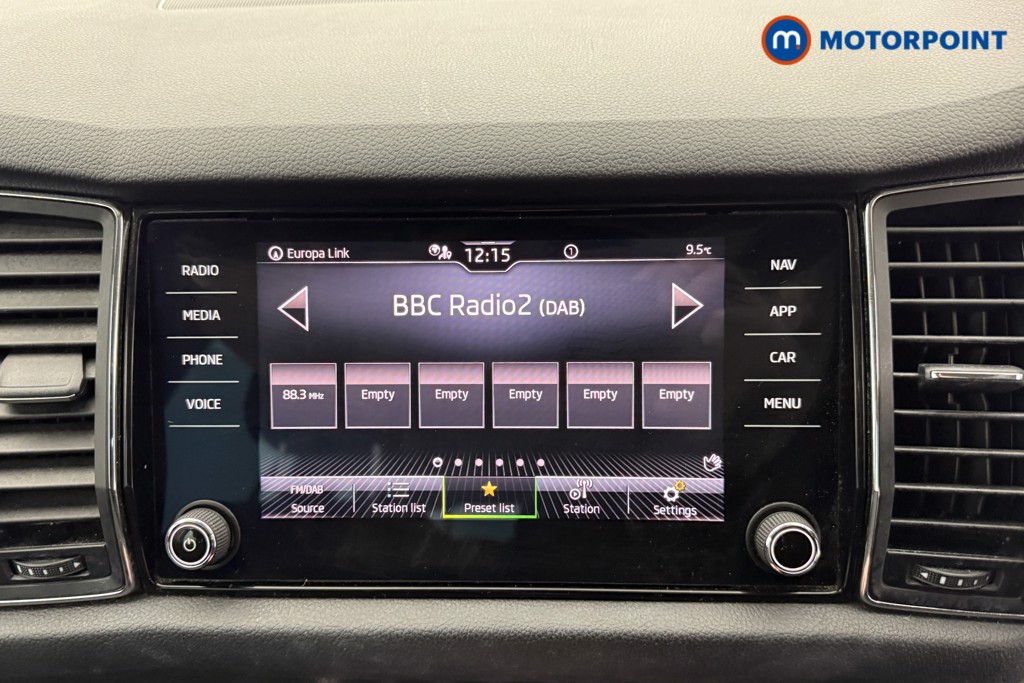 m MOTORPOINT
RADIO
MEDIA
PHONE
VOICE
Europa Link
12:15
1
9.5°C
BBC Radio2 (DAB)
88.3 MHz
Empty
Empty
Empty
Empty
Empty
FM/DAB
Source
Station list
Preset list
Station
Settings
NAV
APP
CAR
MENU